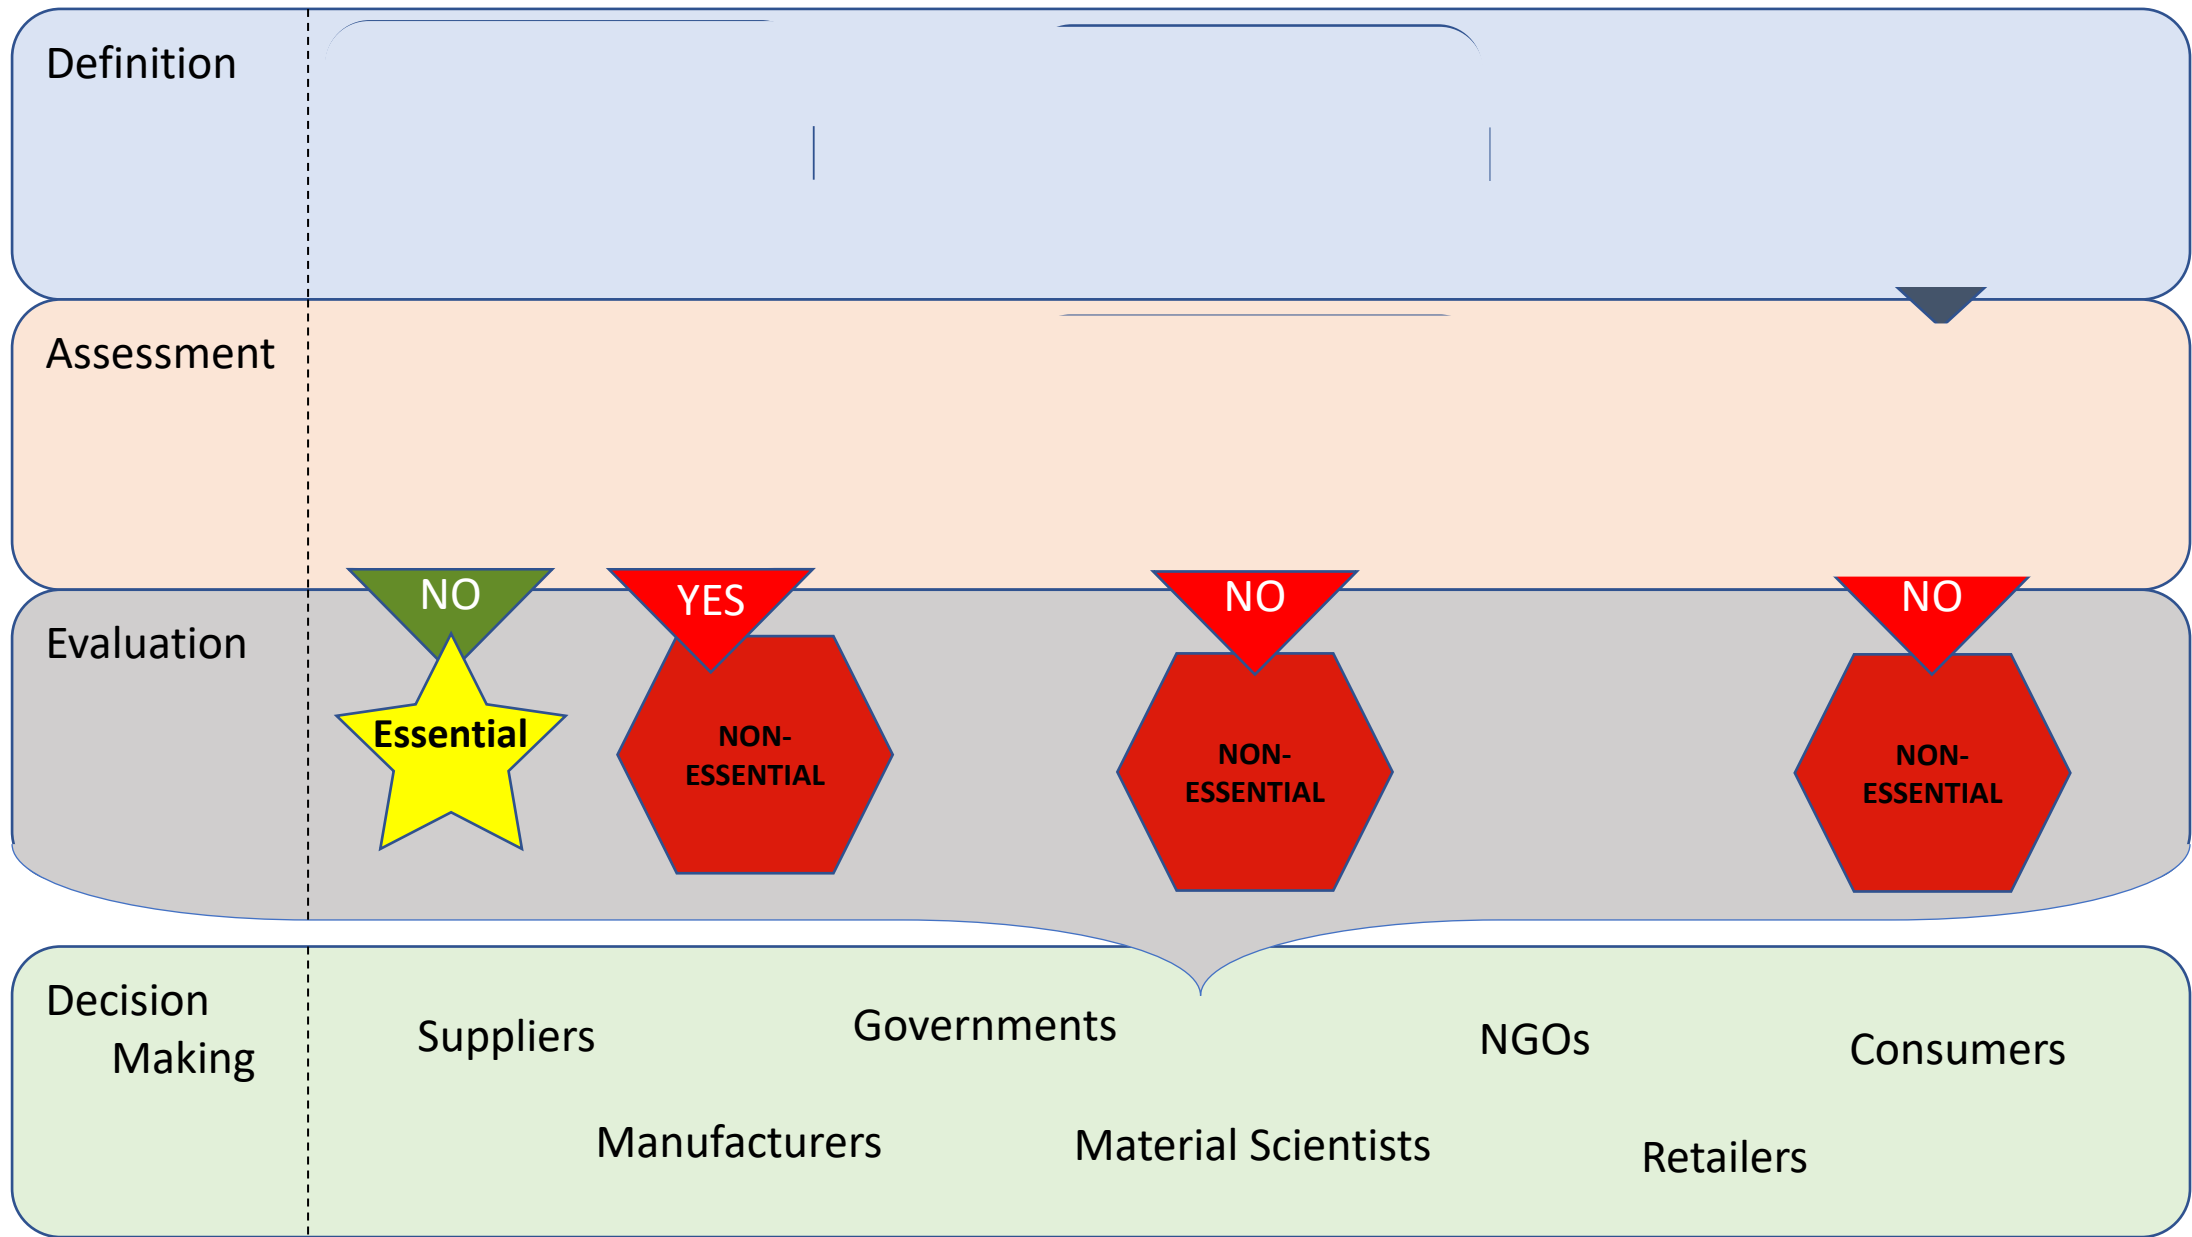 Definition
Assessment
NO
YES
NO
NO
Evaluation
Essential
NON-
ESSENTIAL
NON-
ESSENTIAL
NON-
ESSENTIAL
Decision
Making
Suppliers
Governments
NGOs
Consumers
Manufacturers
Material Scientists
Retailers